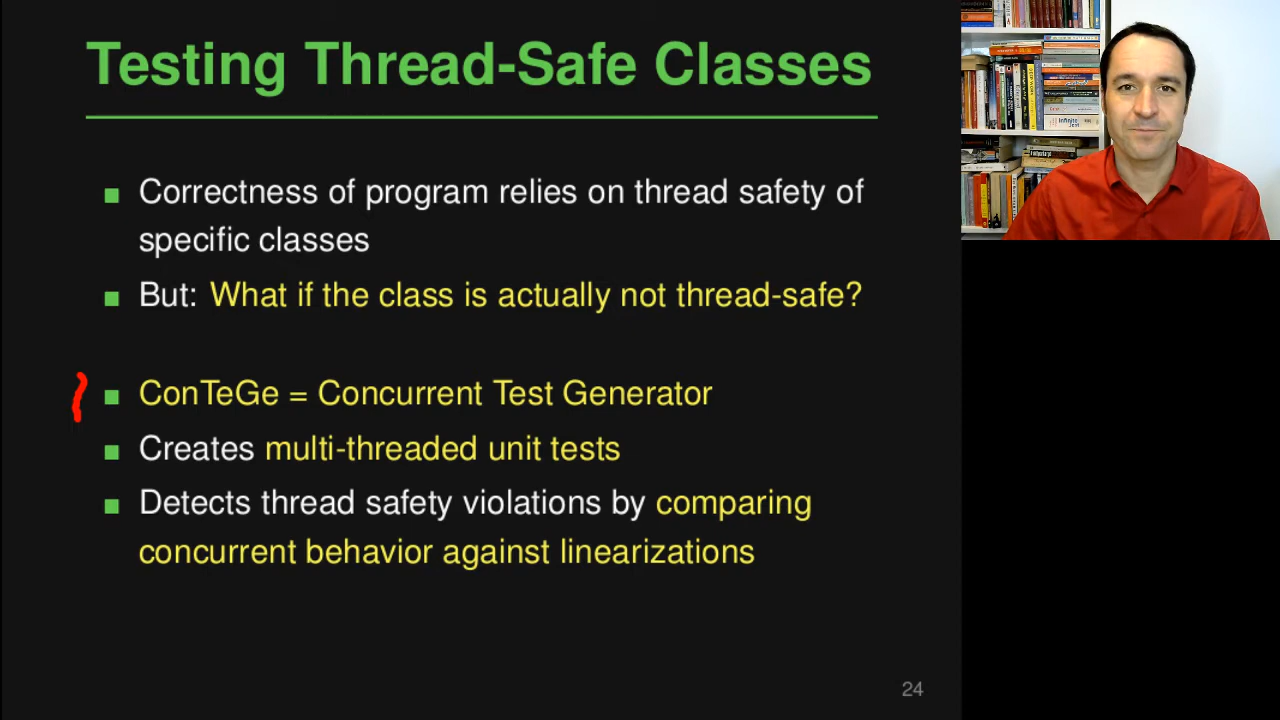 Testing Thread-Safe Classes
Correctness of program relies on thread safety of
specific classes
But: What if the class is actually not thread-safe?
ConTeGe = Concurrent Test Generator
Creates multi-threaded unit tests
Detects thread safety violations by comparing
concurrent behavior against linearizations
24
Infinite
Jest